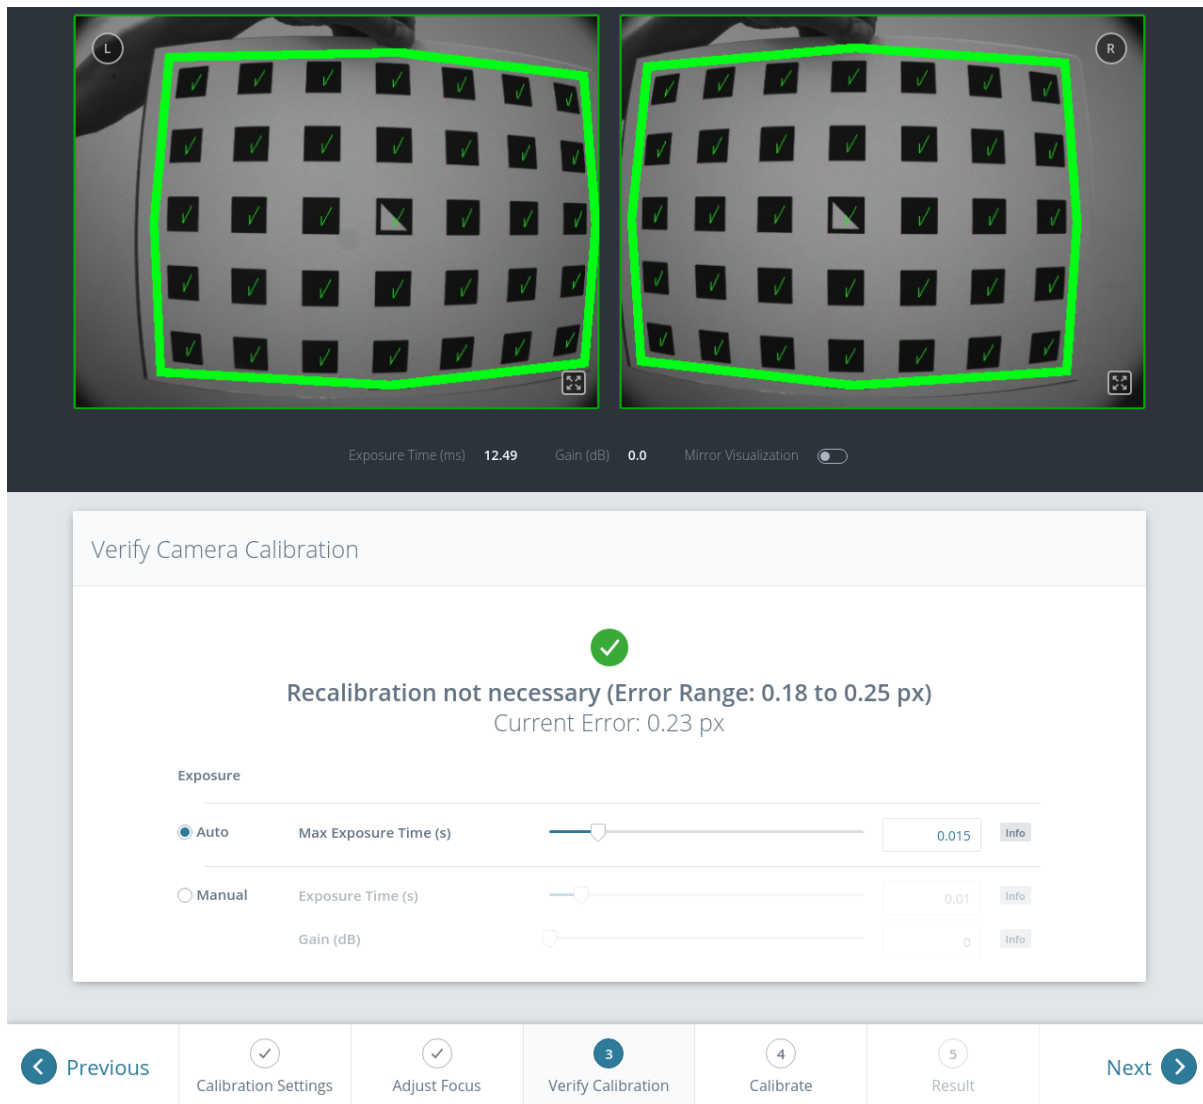 L
R
Exposure Time (ms) 12.49 Gain (dB) 0.0 Mirror Visualization
Verify Camera Calibration
Recalibration not necessary (Error Range: 0.18 to 0.25 px)
Current Error: 0.23 px
Exposure
Auto Max Exposure Time (s) 0.015 Info
Manual Exposure Time (s) 0.01 Info
Gain (dB) 0 Info
Previous
Calibration Settings
Adjust Focus
3
Verify Calibration
4
Calibrate
5
Result
Next